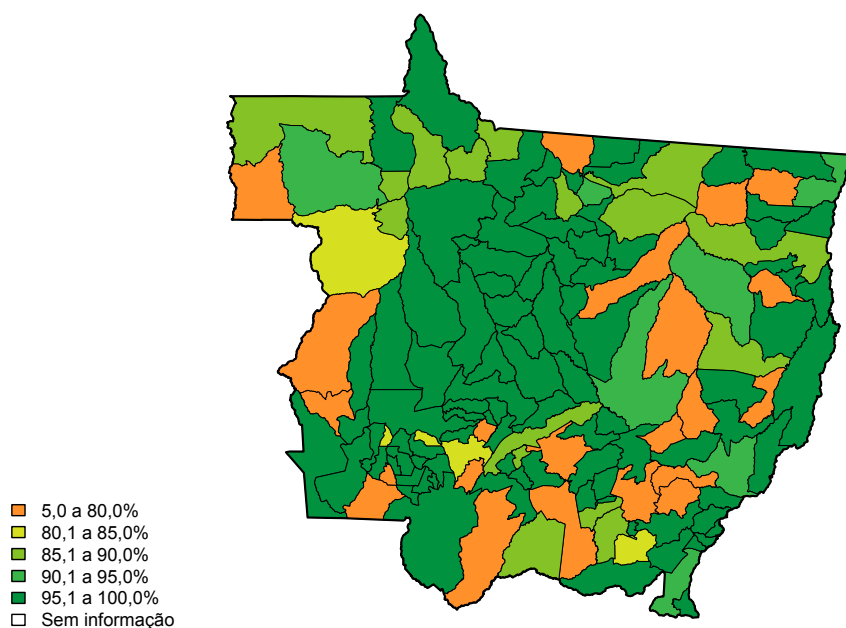 5,0 a 80,0%
80,1 a 85,0%
85,1 a 90,0%
90,1 a 95,0%
95,1 a 100,0%
Sem informação